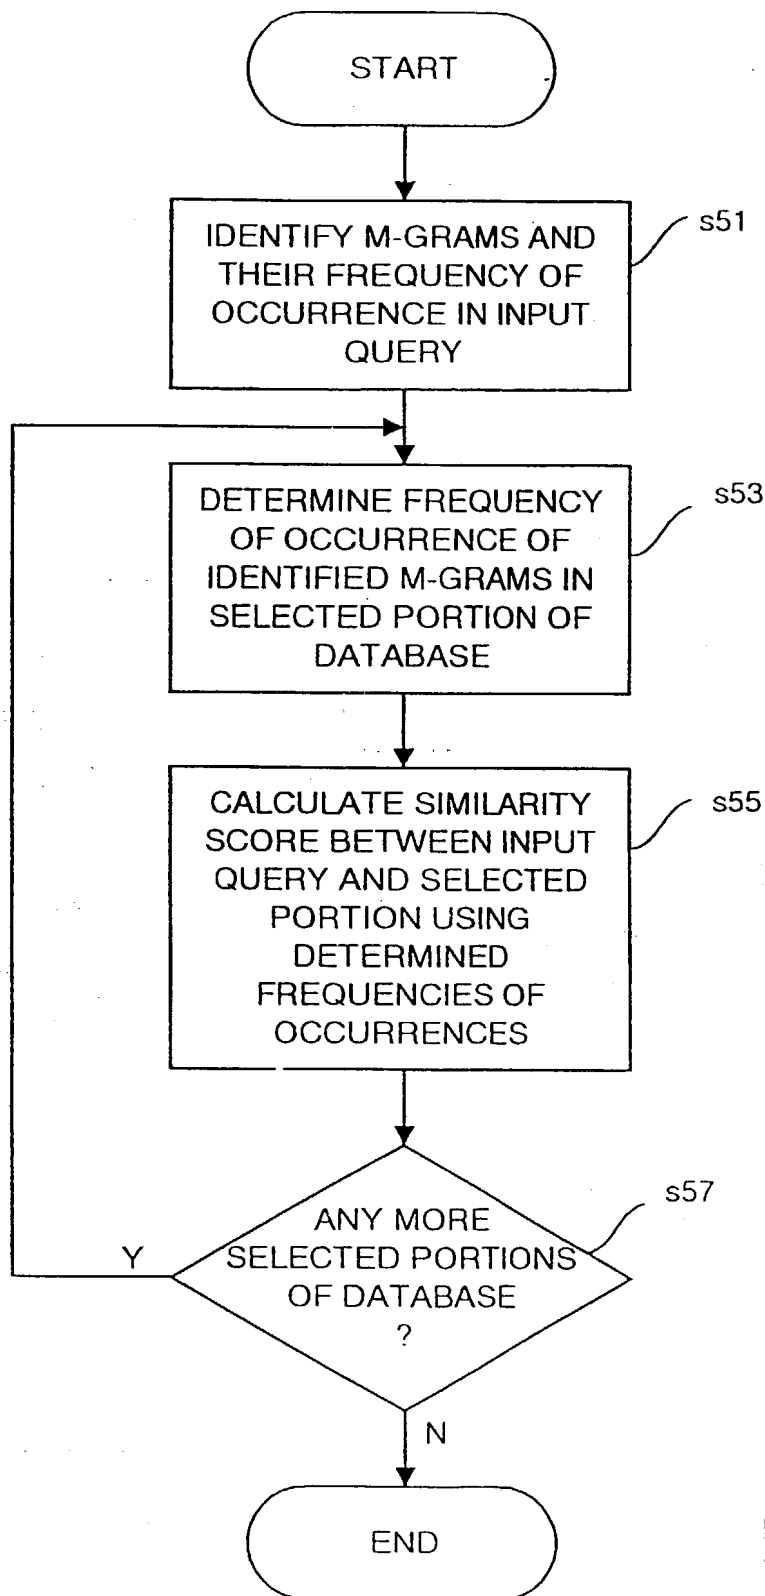 START
IDENTIFY M-GRAMS AND
THEIR FREQUENCY OF
OCCURRENCE IN INPUT
QUERY
s51
DETERMINE FREQUENCY
OF OCCURRENCE OF
IDENTIFIED M-GRAMS IN
SELECTED PORTION OF
DATABASE
s53
CALCULATE SIMILARITY
SCORE BETWEEN INPUT
QUERY AND SELECTED
PORTION USING
DETERMINED
FREQUENCIES OF
OCCURRENCES
s55
ANY MORE
SELECTED PORTIONS
OF DATABASE
?
s57
Y
N
END